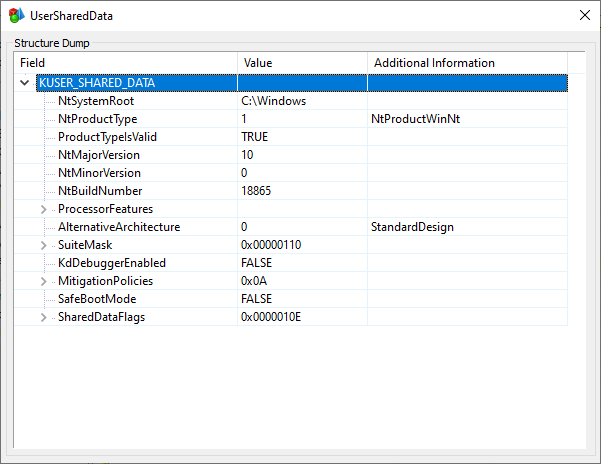 UserSharedData
Structure Dump
Field Value Additional Information
KUSER_SHARED_DATA
NtSystemRoot C:\Windows
NtProductType 1 NtProductWinNt
ProductTypeIsValid TRUE
NtMajorVersion 10
NtMinorVersion 0
NtBuildNumber 18865
ProcessorFeatures
AlternativeArchitecture 0 StandardDesign
SuiteMask 0x00000110
KdDebuggerEnabled FALSE
MitigationPolicies 0x0A
SafeBootMode FALSE
SharedDataFlags 0x0000010E